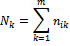 N_k = \sum_{k=1}^{m} n_{ik}